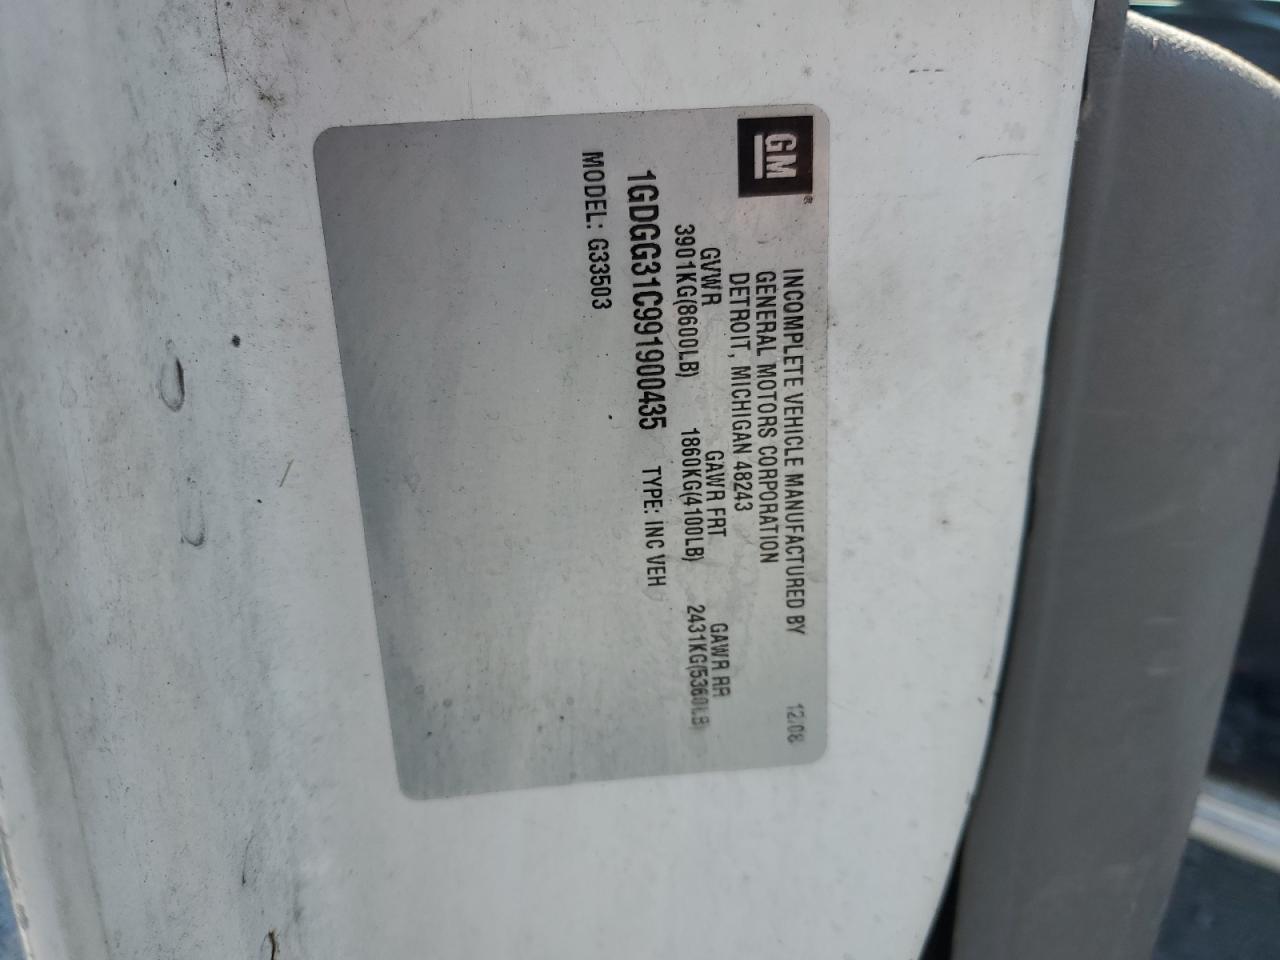 GM®
INCOMPLETE VEHICLE MANUFACTURED BY 12/08
GENERAL MOTORS CORPORATION
DETROIT, MICHIGAN 48243
GVWR GAWR FRT GAWR RR
3901KG(8600LB) 1860KG(4100LB) 2431KG(5360LB)
1GDGG31C991900435 TYPE: INC VEH
MODEL: G33503